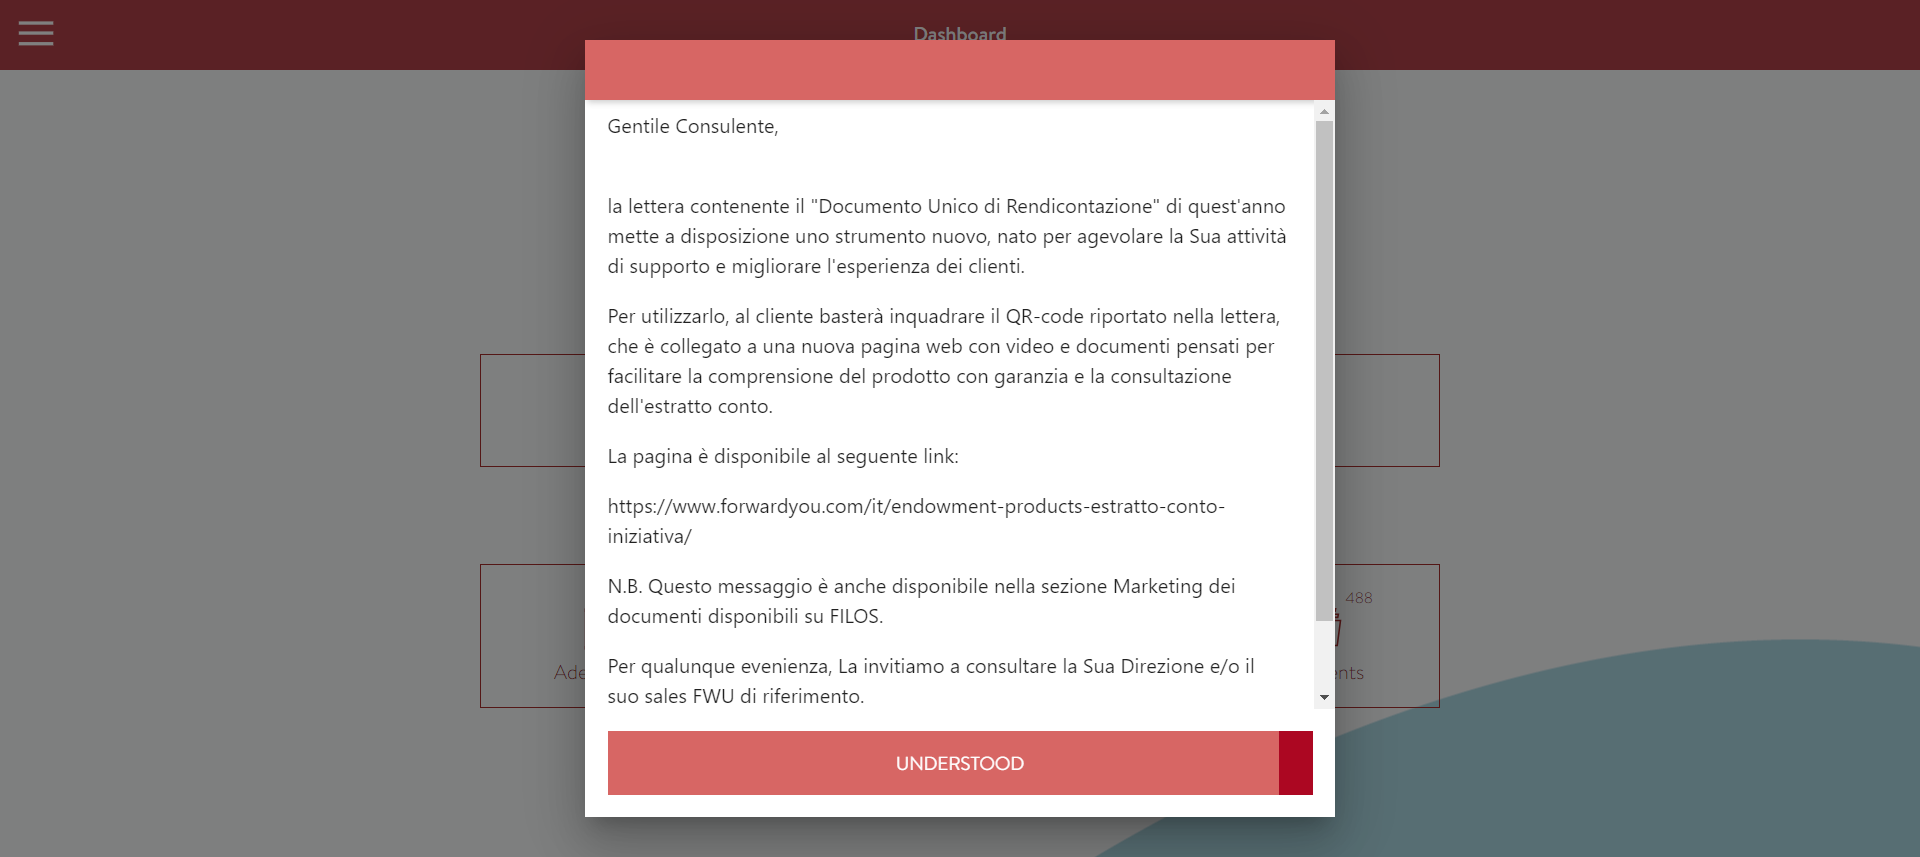 Dashboard
Gentile Consulente,
la lettera contenente il "Documento Unico di Rendicontazione" di quest'anno
mette a disposizione uno strumento nuovo, nato per agevolare la Sua attività
di supporto e migliorare l'esperienza dei clienti.
Per utilizzarlo, al cliente basterà inquadrare il QR-code riportato nella lettera,
che è collegato a una nuova pagina web con video e documenti pensati per
facilitare la comprensione del prodotto con garanzia e la consultazione
dell'estratto conto.
La pagina è disponibile al seguente link:
https://www.forwardyou.com/it/endowment-products-estratto-conto-
iniziativa/
N.B. Questo messaggio è anche disponibile nella sezione Marketing dei
documenti disponibili su FILOS.
Per qualunque evenienza, La invitiamo a consultare la Sua Direzione e/o il
suo sales FWU di riferimento.
488
UNDERSTOOD